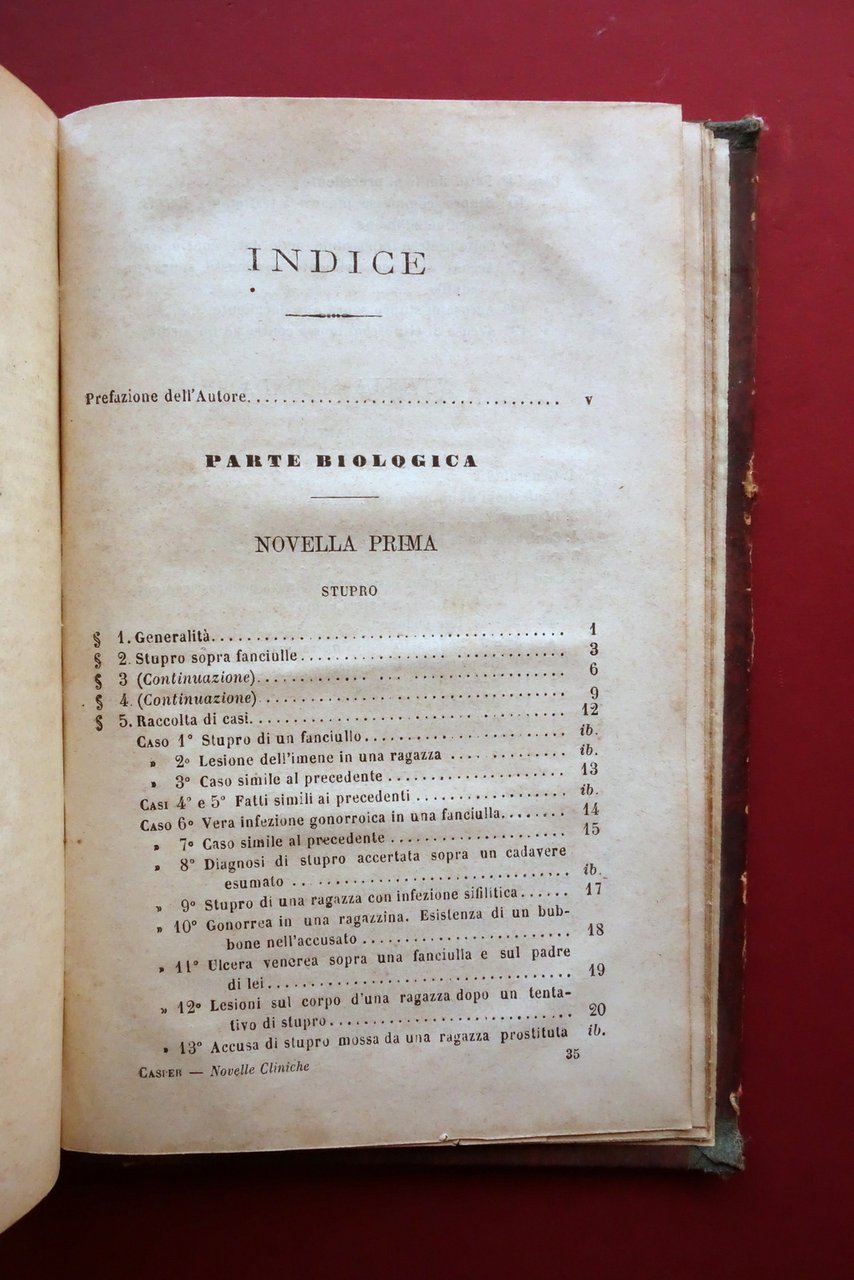 INDICE
Prefazione dell'Autore.................................. v
PARTE BIOLOGICA
NOVELLA PRIMA
STUPRO
§ 1. Generalità........................................ 1
§ 2. Stupro sopra fanciulle............................ 3
§ 3 (Continuazione)................................... 6
§ 4. (Continuazione).................................. 9
§ 5. Raccolta di casi.................................. 12
CASO 1° Stupro di un fanciullo....................... ib.
» 2° Lesione dell'imene in una ragazza ............. ib.
» 3° Caso simile al precedente .................... 13
CASI 4° e 5° Fatti simili ai precedenti ................. ib.
CASO 6° Vera infezione gonorroica in una fanciulla........ 14
» 7° Caso simile al precedente .................... 15
» 8° Diagnosi di stupro accertata sopra un cadavere
esumato ............................... ib.
» 9° Stupro di una ragazza con infezione sifilitica...... 17
» 10° Gonorrea in una ragazzina. Esistenza di un bub-
bone nell'accusato ........................ 18
» 11° Ulcera venerea sopra una fanciulla e sul padre
di lei.................................. 19
» 12° Lesioni sul corpo d'una ragazza dopo un tenta-
tivo di stupro........................... 20
» 13° Accusa di stupro mossa da una ragazza prostituta ib.
CASPER — Novelle Cliniche 35